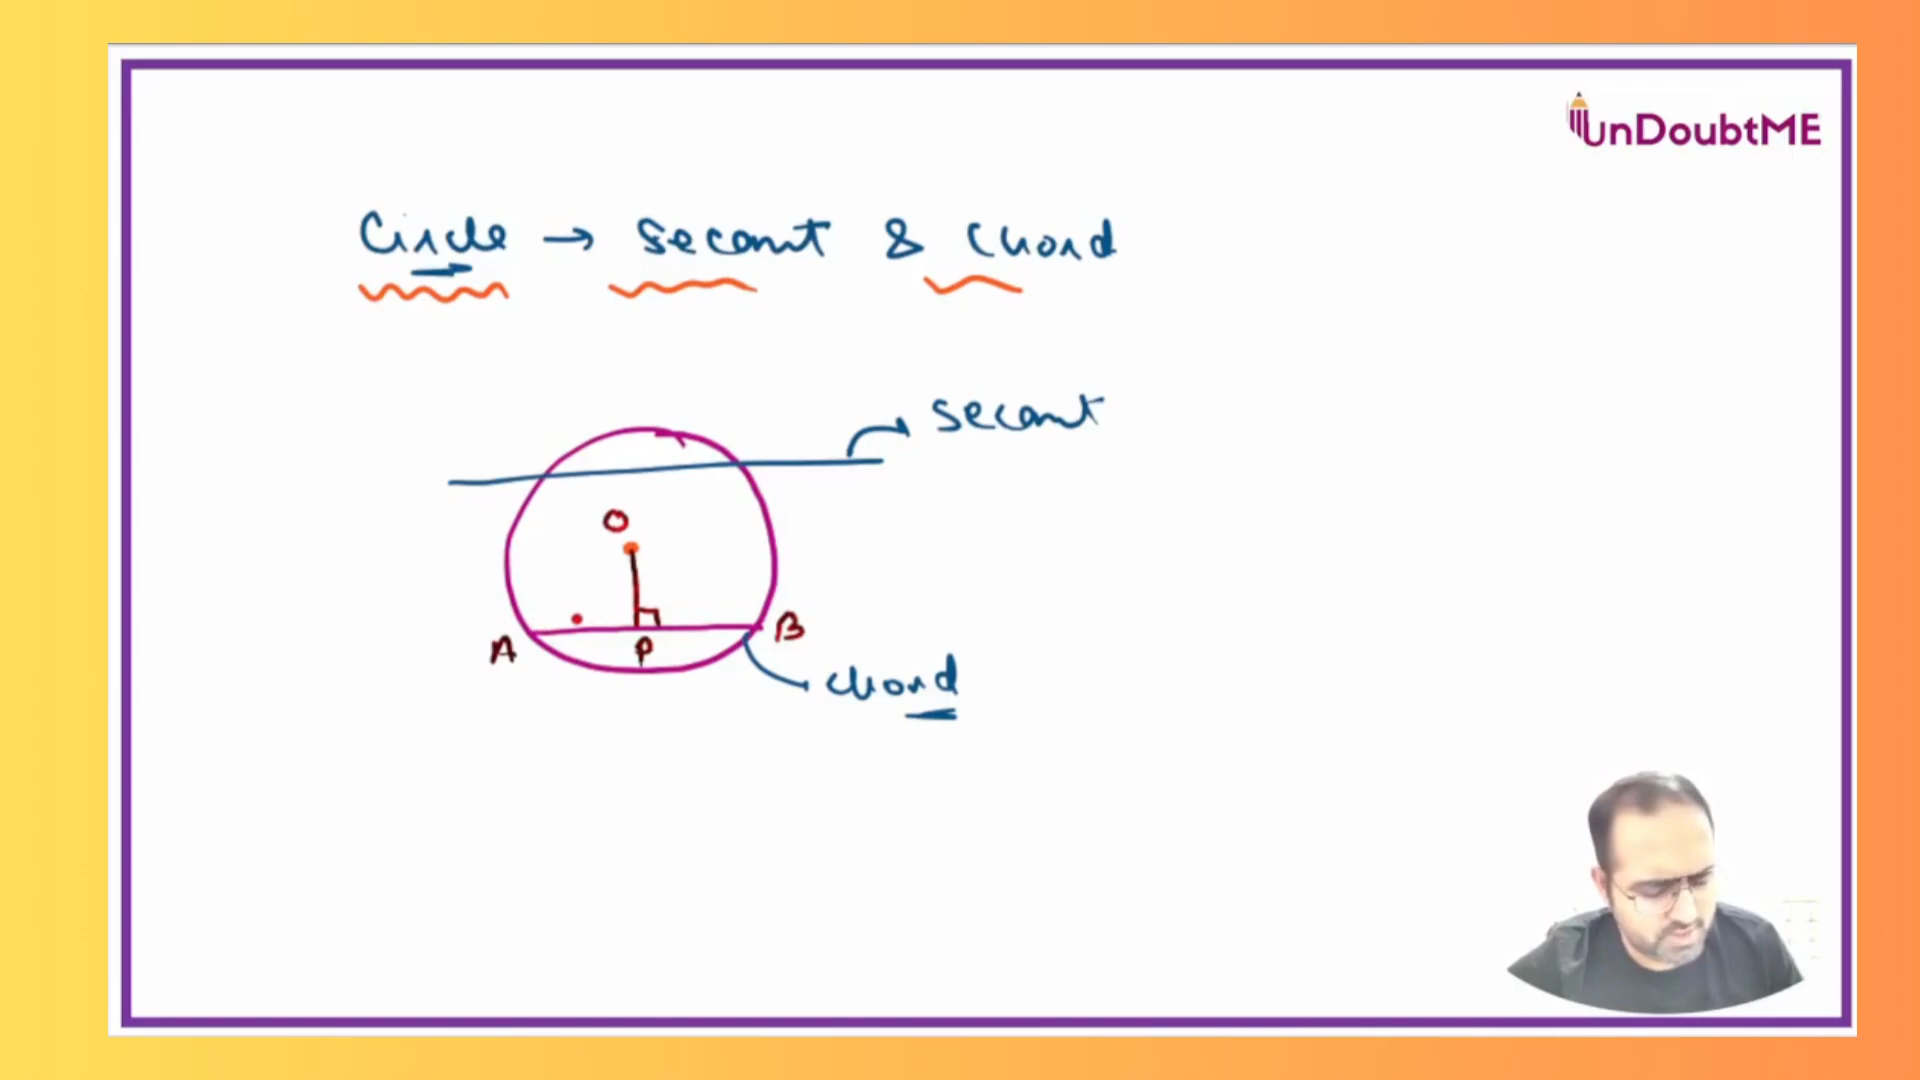 UnDoubtME
Circle → Secant & Chord
Secant
O
A
P
B
chord